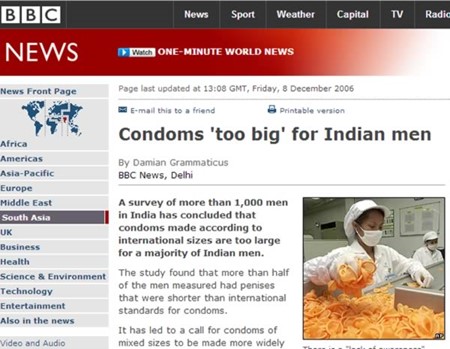 BBC News Sport Weather Capital TV Radio
NEWS Watch ONE-MINUTE WORLD NEWS
News Front Page
Africa
Americas
Asia-Pacific
Europe
Middle East
South Asia
UK
Business
Health
Science & Environment
Technology
Entertainment
Also in the news
Video and Audio
Page last updated at 13:08 GMT, Friday, 8 December 2006
E-mail this to a friend Printable version
Condoms 'too big' for Indian men
By Damian Grammaticus
BBC News, Delhi
A survey of more than 1,000 men
in India has concluded that
condoms made according to
international sizes are too large
for a majority of Indian men.
The study found that more than half
of the men measured had penises
that were shorter than international
standards for condoms.
It has led to a call for condoms of
mixed sizes to be made more widely